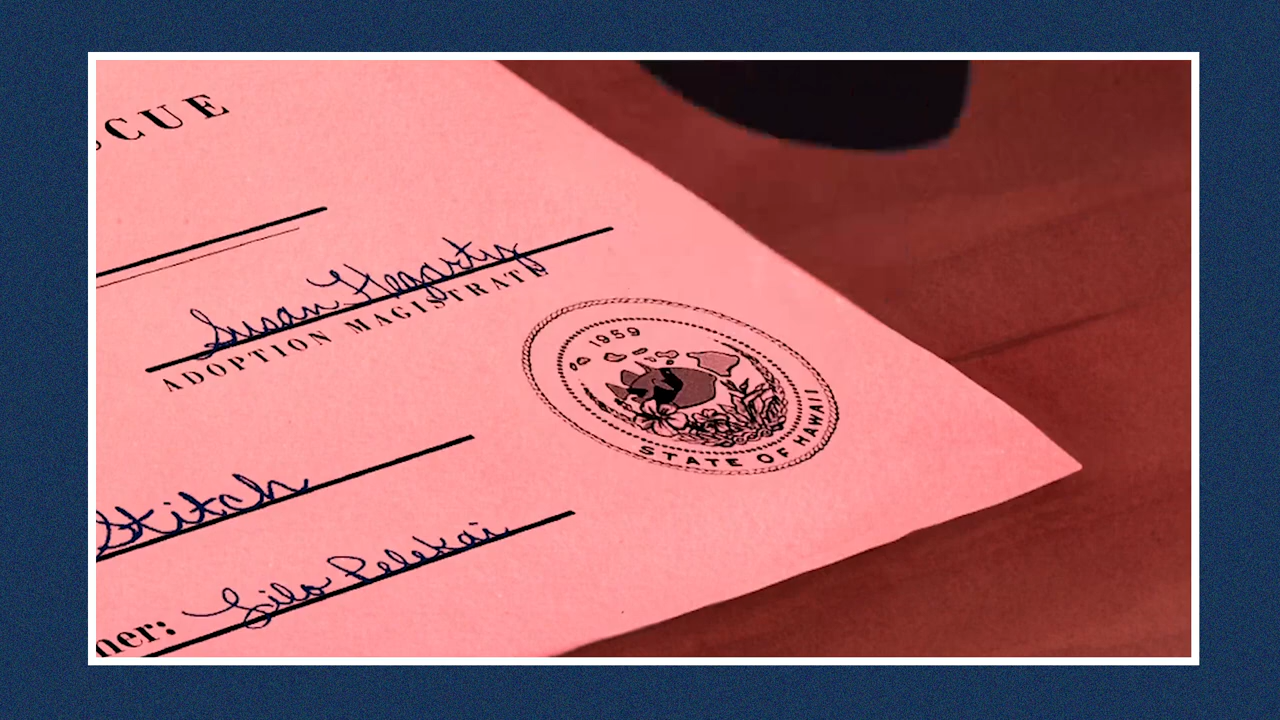 CUE
Susan Hegarty
ADOPTION MAGISTRATE
1959
STATE OF HAWAII
Stitch
ner: Lilo Pelekai